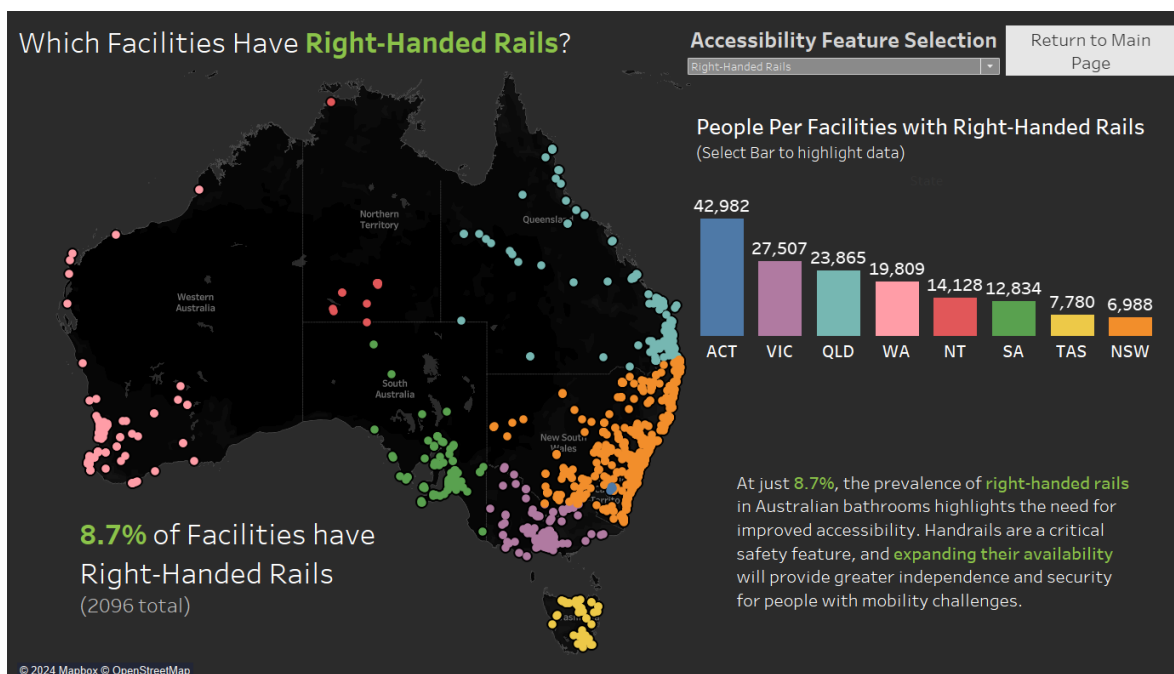 Which Facilities Have Right-Handed Rails?
Accessibility Feature Selection
Right-Handed Rails
Return to Main
Page
People Per Facilities with Right-Handed Rails
(Select Bar to highlight data)
State
42,982
27,507
23,865
19,809
14,128
12,834
7,780
6,988
ACT
VIC
QLD
WA
NT
SA
TAS
NSW
Northern
Territory
Queensland
Western
Australia
South
Australia
New South
Wales
8.7% of Facilities have
Right-Handed Rails
(2096 total)
At just 8.7%, the prevalence of right-handed rails
in Australian bathrooms highlights the need for
improved accessibility. Handrails are a critical
safety feature, and expanding their availability
will provide greater independence and security
for people with mobility challenges.
© 2024 Mapbox © OpenStreetMap